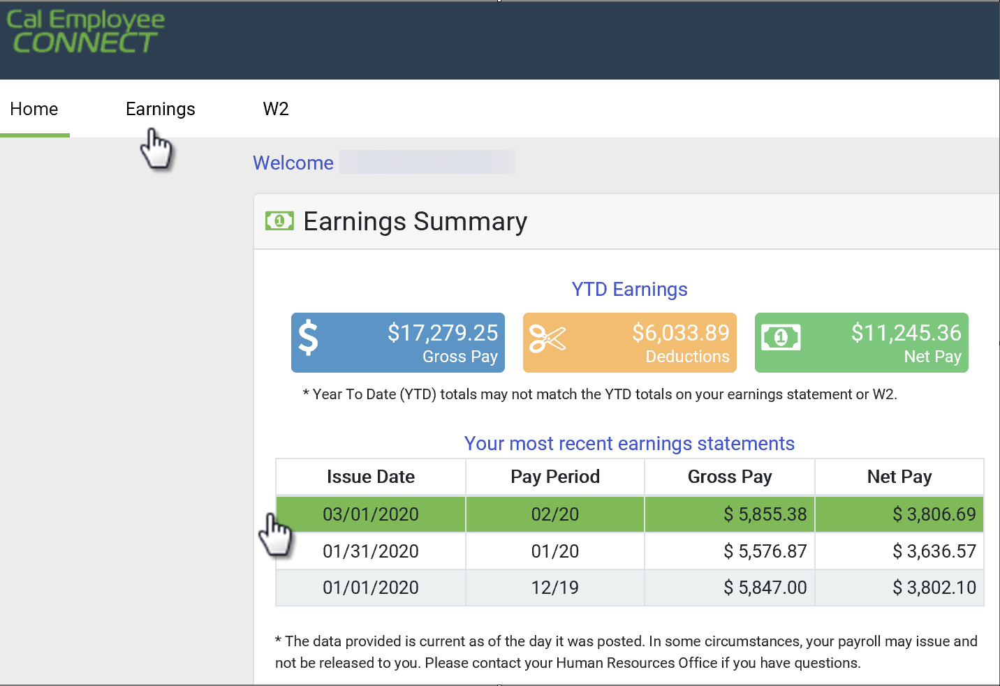 Cal Employee
CONNECT
Home Earnings W2
Welcome
Earnings Summary
YTD Earnings
$17,279.25
Gross Pay
$6,033.89
Deductions
$11,245.36
Net Pay
* Year To Date (YTD) totals may not match the YTD totals on your earnings statement or W2.
Your most recent earnings statements
Issue Date Pay Period Gross Pay Net Pay
03/01/2020 02/20 $ 5,855.38 $ 3,806.69
01/31/2020 01/20 $ 5,576.87 $ 3,636.57
01/01/2020 12/19 $ 5,847.00 $ 3,802.10
* The data provided is current as of the day it was posted. In some circumstances, your payroll may issue and
not be released to you. Please contact your Human Resources Office if you have questions.